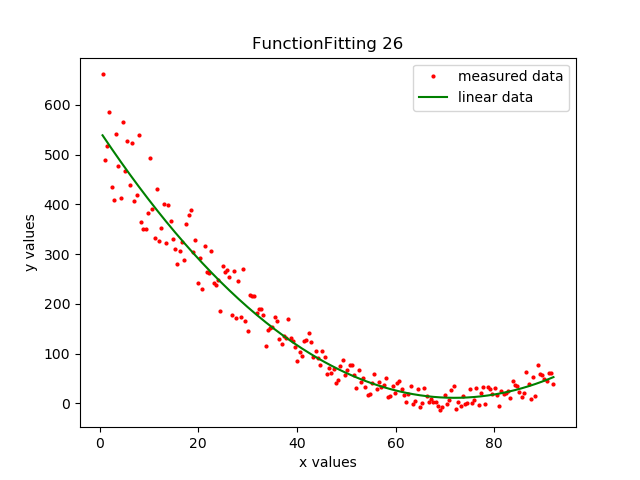 FunctionFitting 26
measured data
linear data
y values
600
500
400
300
200
100
0
0 20 40 60 80
x values